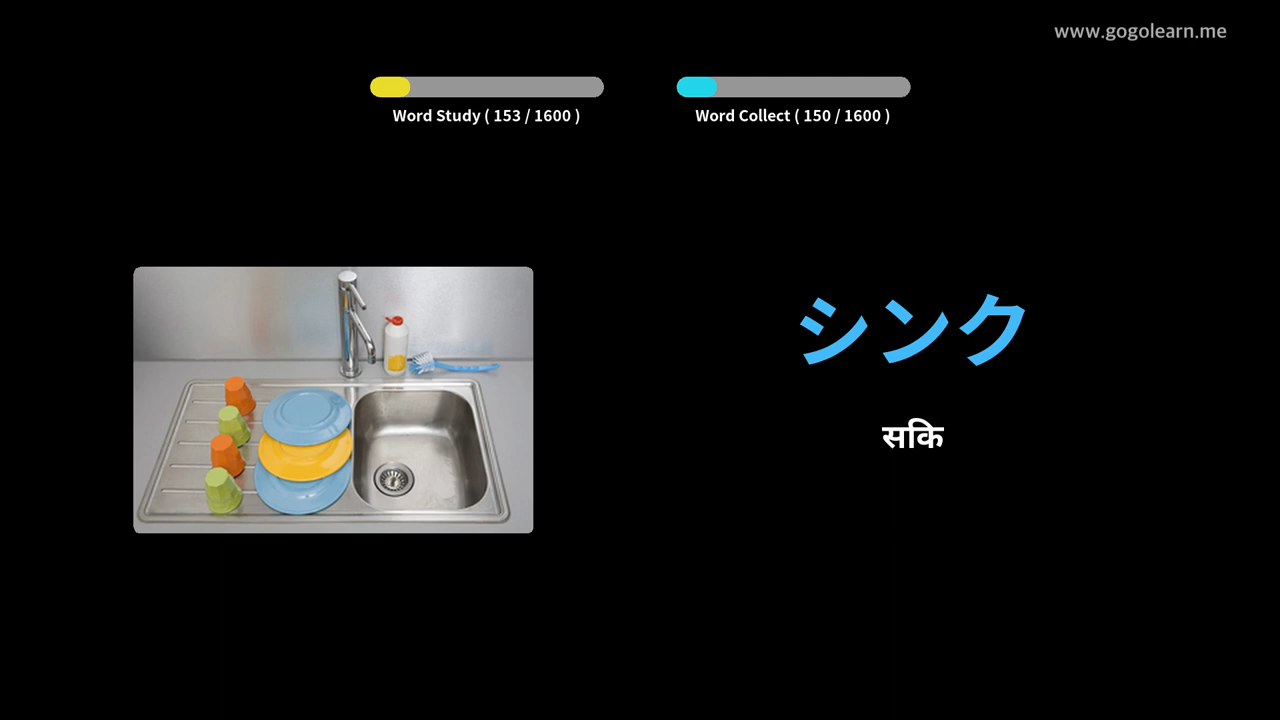 www.gogolearn.me
Word Study ( 153 / 1600 )
Word Collect ( 150 / 1600 )
シンク
सकि